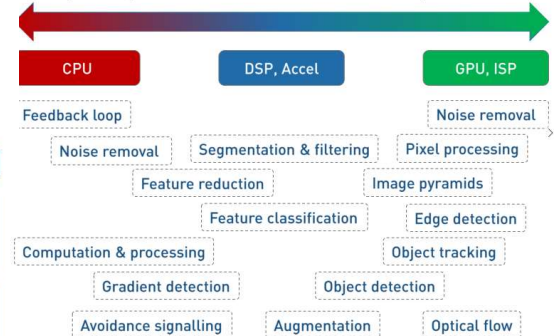 CPU
DSP, Accel
GPU, ISP
Feedback loop
Noise removal
Noise removal
Segmentation & filtering
Pixel processing
Feature reduction
Image pyramids
Feature classification
Edge detection
Computation & processing
Object tracking
Gradient detection
Object detection
Avoidance signalling
Augmentation
Optical flow